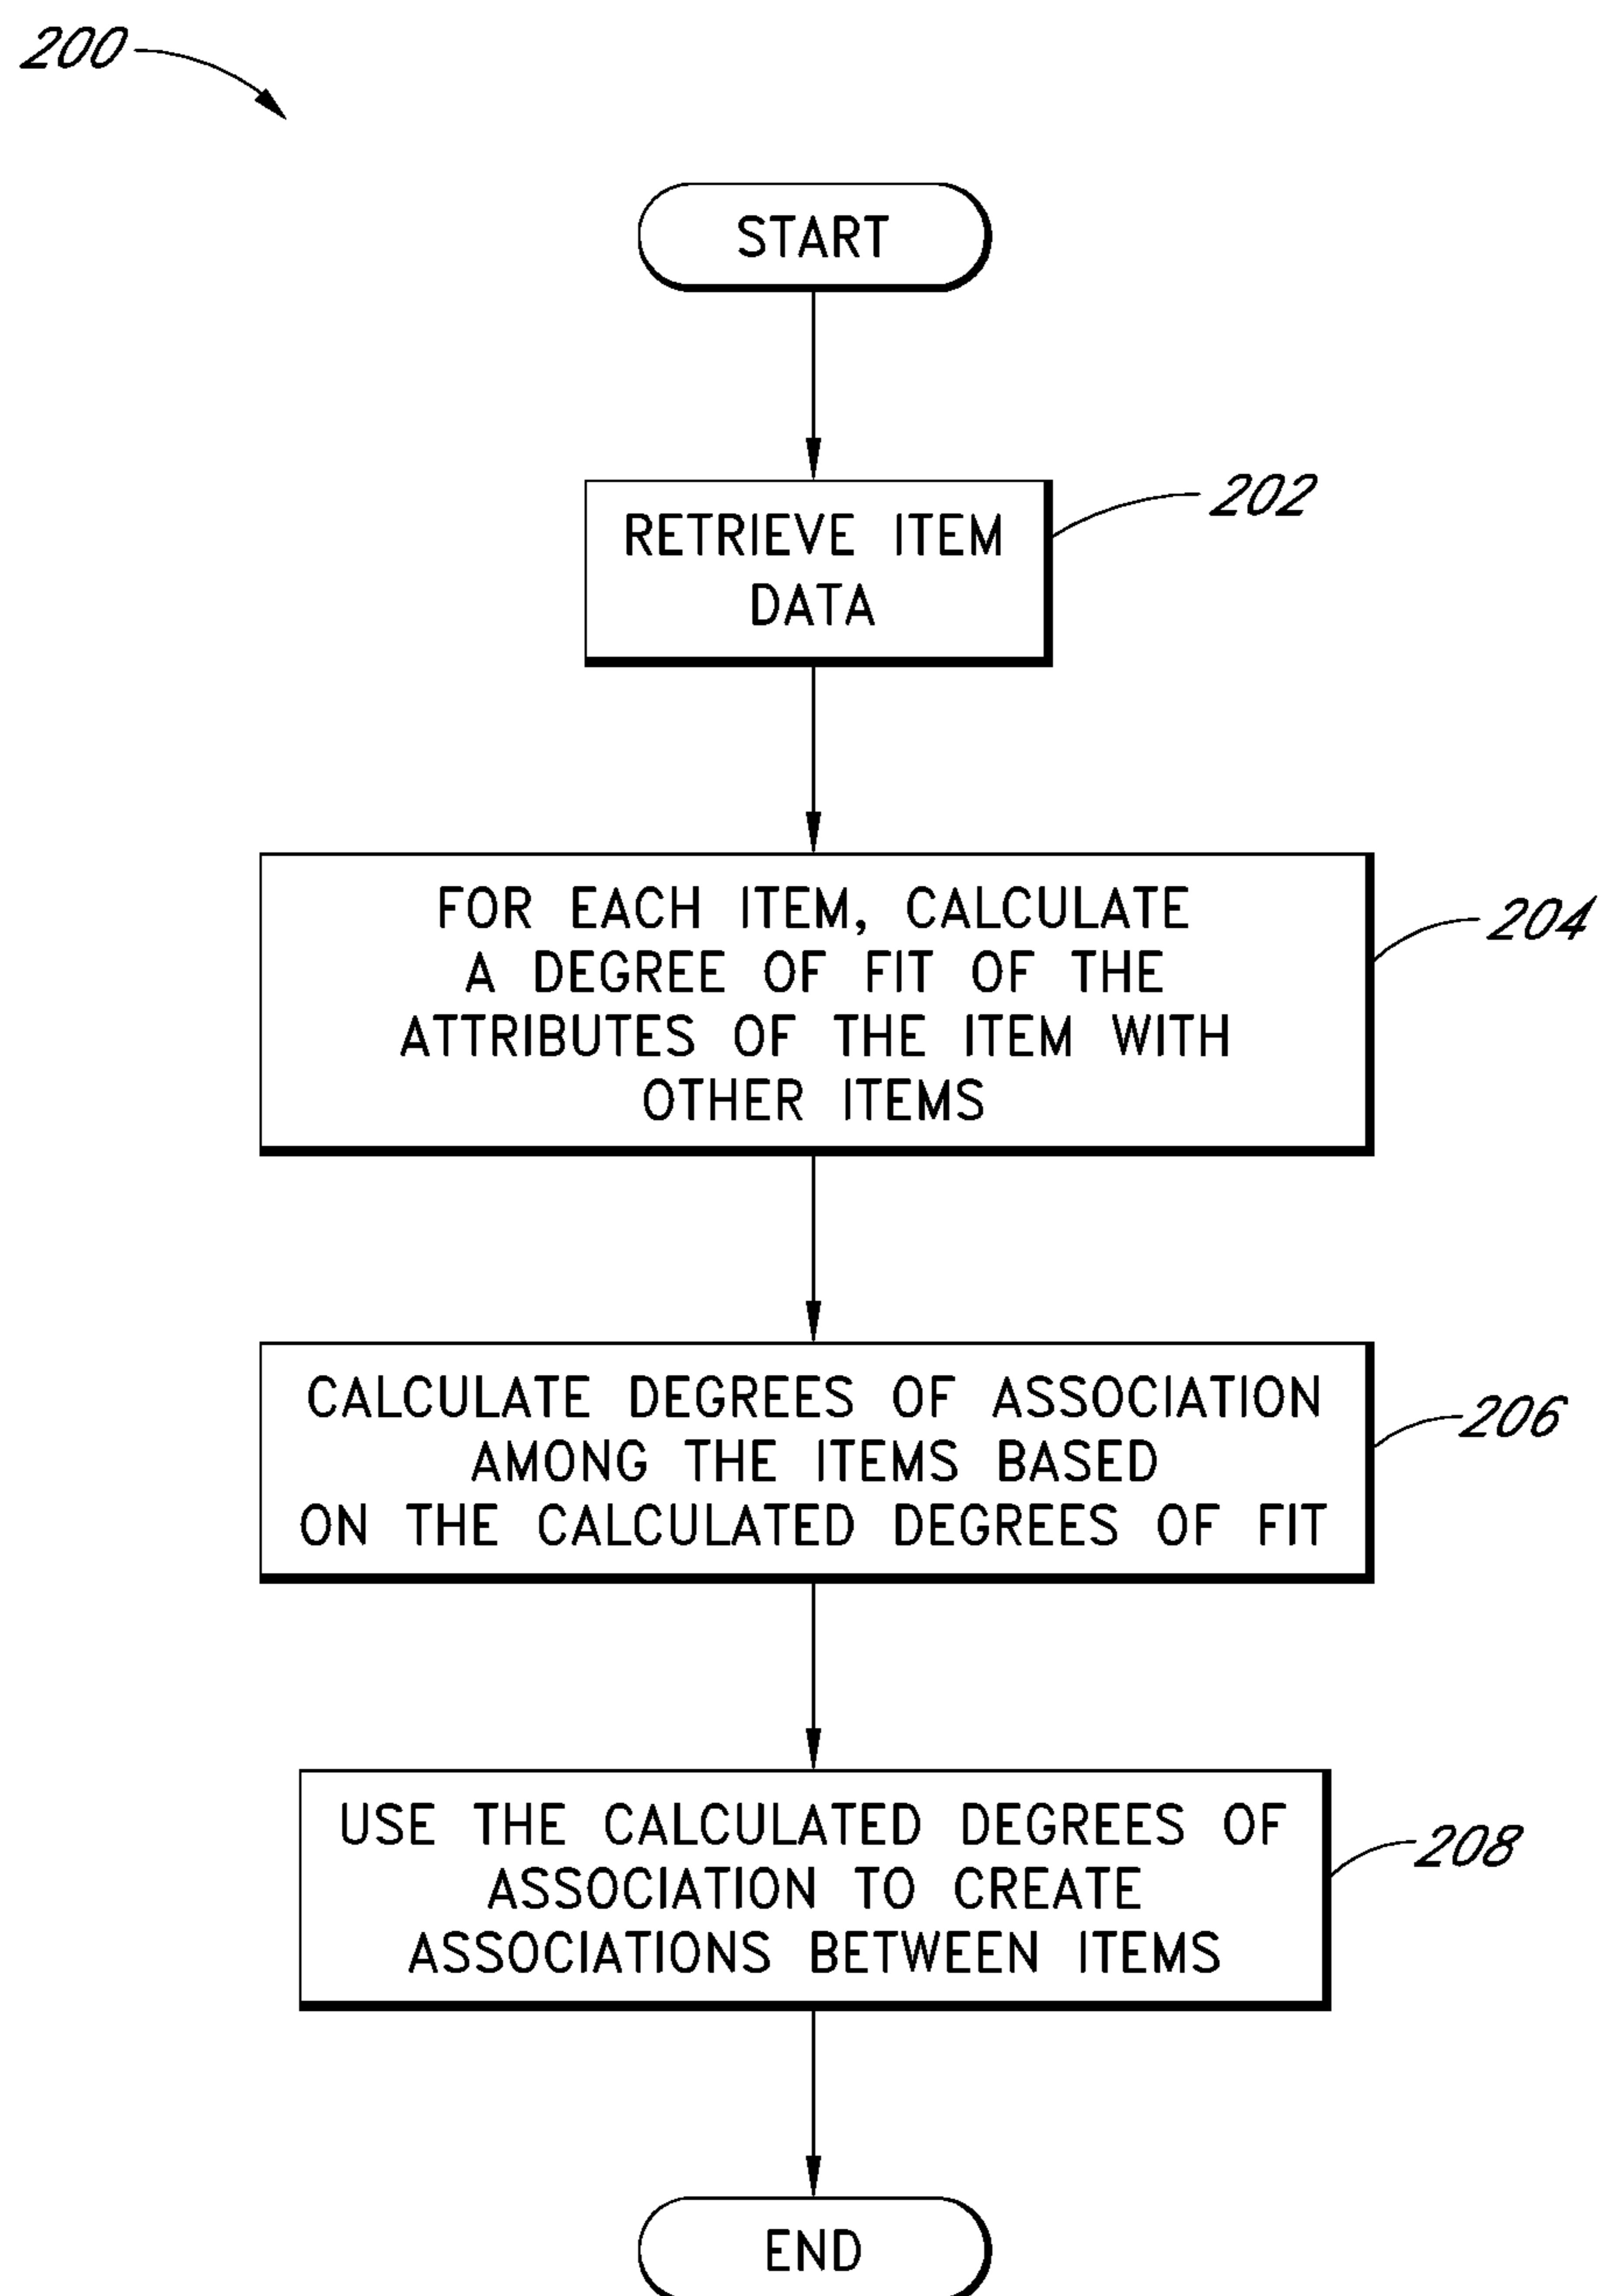 200
START
RETRIEVE ITEM
DATA
202
FOR EACH ITEM, CALCULATE
A DEGREE OF FIT OF THE
ATTRIBUTES OF THE ITEM WITH
OTHER ITEMS
204
CALCULATE DEGREES OF ASSOCIATION
AMONG THE ITEMS BASED
ON THE CALCULATED DEGREES OF FIT
206
USE THE CALCULATED DEGREES OF
ASSOCIATION TO CREATE
ASSOCIATIONS BETWEEN ITEMS
208
END